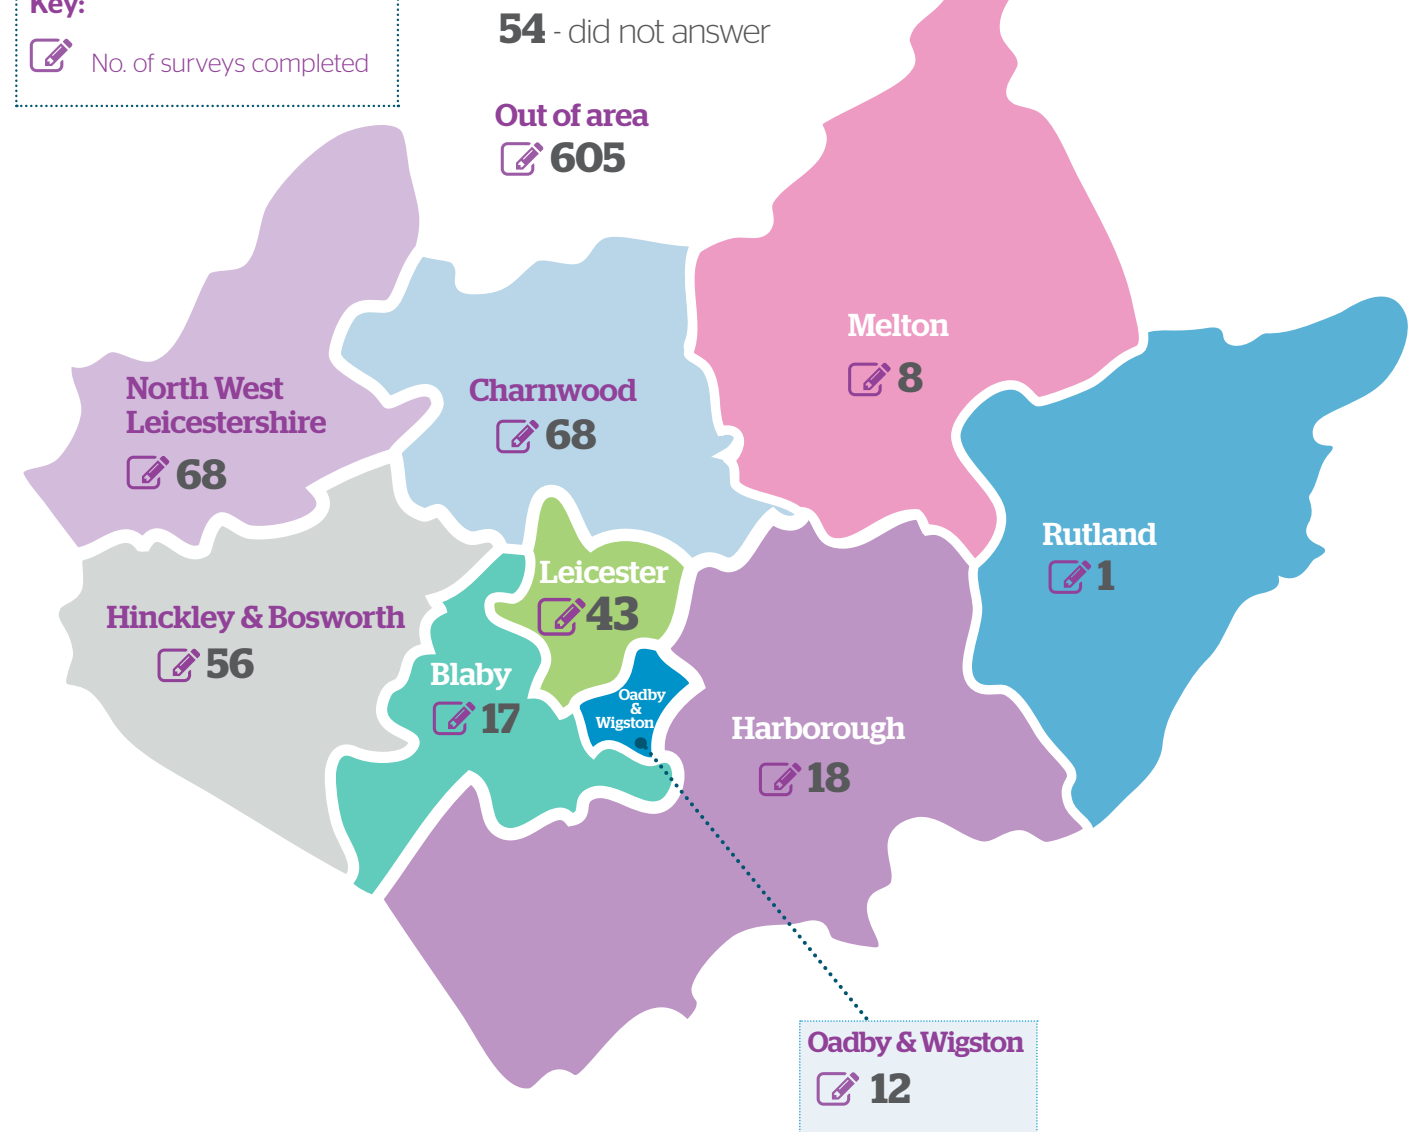 Key:
No. of surveys completed
54 - did not answer
Out of area
605
Melton
8
North West
Leicestershire
68
Charnwood
68
Rutland
1
Leicester
43
Hinckley & Bosworth
56
Blaby
17
Oadby
&
Wigston
Harborough
18
Oadby & Wigston
12